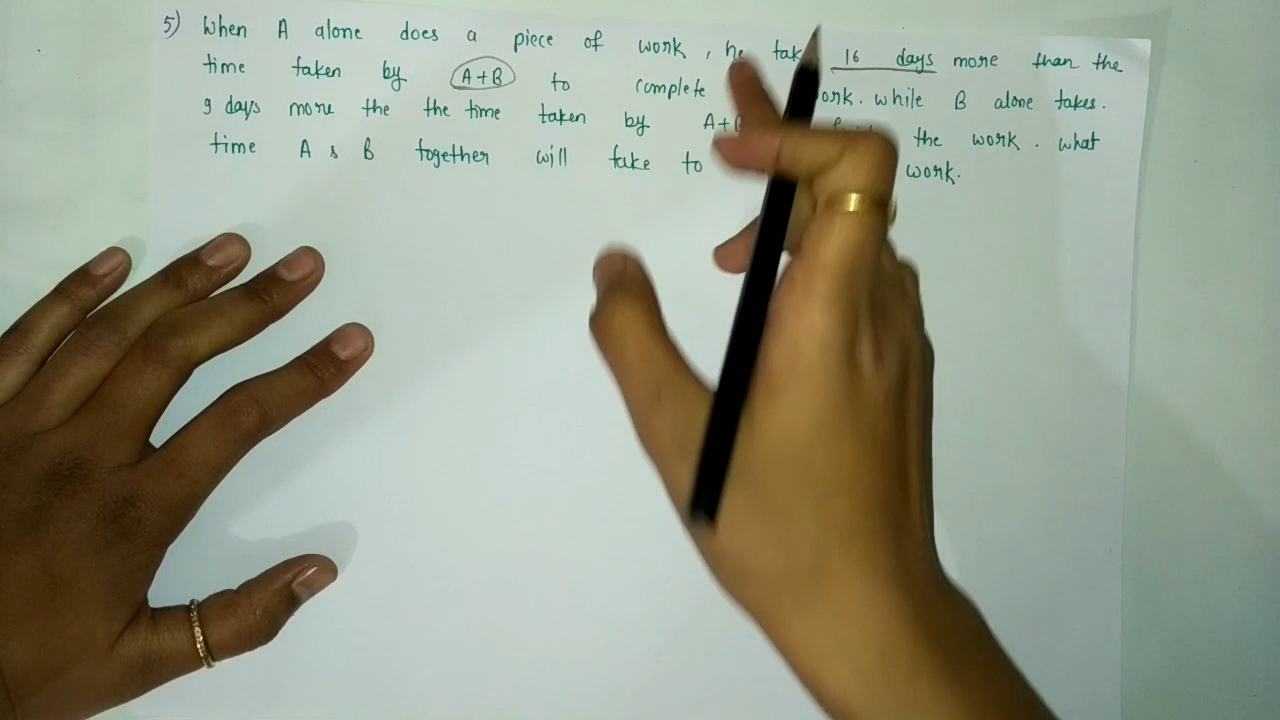 5) When A alone does a piece of work, he 16 days more than the
time taken by A+B to complete work. while B alone takes.
9 days more the the time taken by A+B the work. what
time A & B together will take to work.